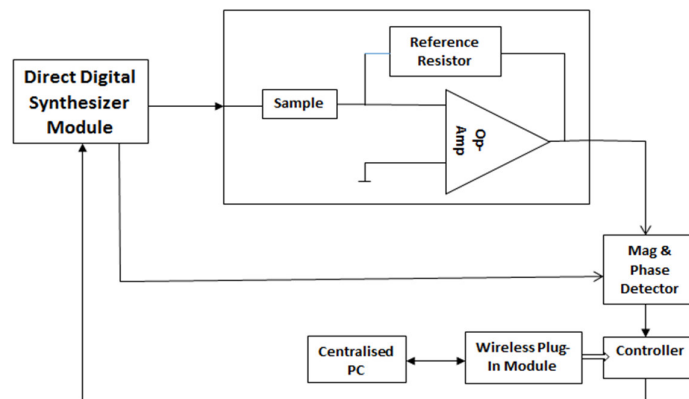 Direct Digital
Synthesizer
Module
Sample
Reference
Resistor
Op-
Amp
Mag &
Phase
Detector
Centralised
PC
Wireless Plug-
In Module
Controller